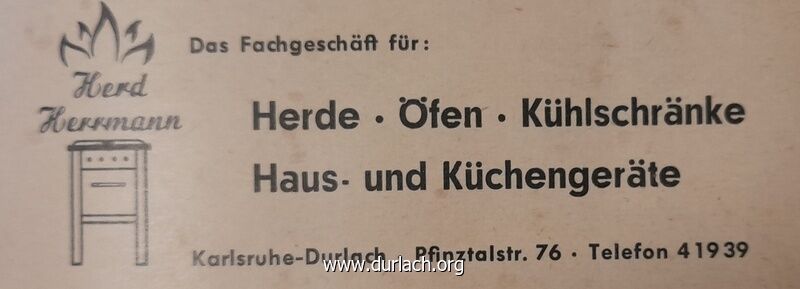 Herd
Herrmann
Das Fachgeschäft für:
Herde · Öfen · Kühlschränke
Haus- und Küchengeräte
Karlsruhe-Durlach Pfinztalstr. 76 · Telefon 41939
www.durlach.org